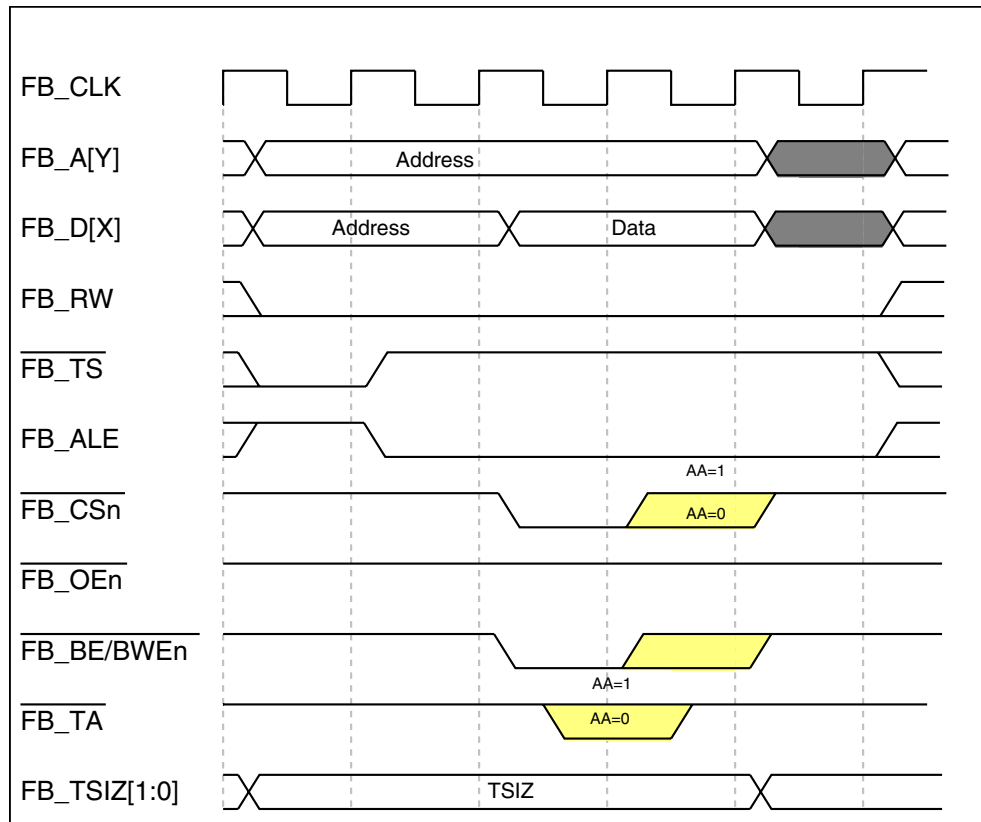 FB_CLK
FB_A[Y]
Address
FB_D[X]
Address
Data
FB_RW
FB_TS
FB_ALE
AA=1
FB_CSn
AA=0
FB_OEn
FB_BE/BWEn
AA=1
FB_TA
AA=0
FB_TSIZ[1:0]
TSIZ